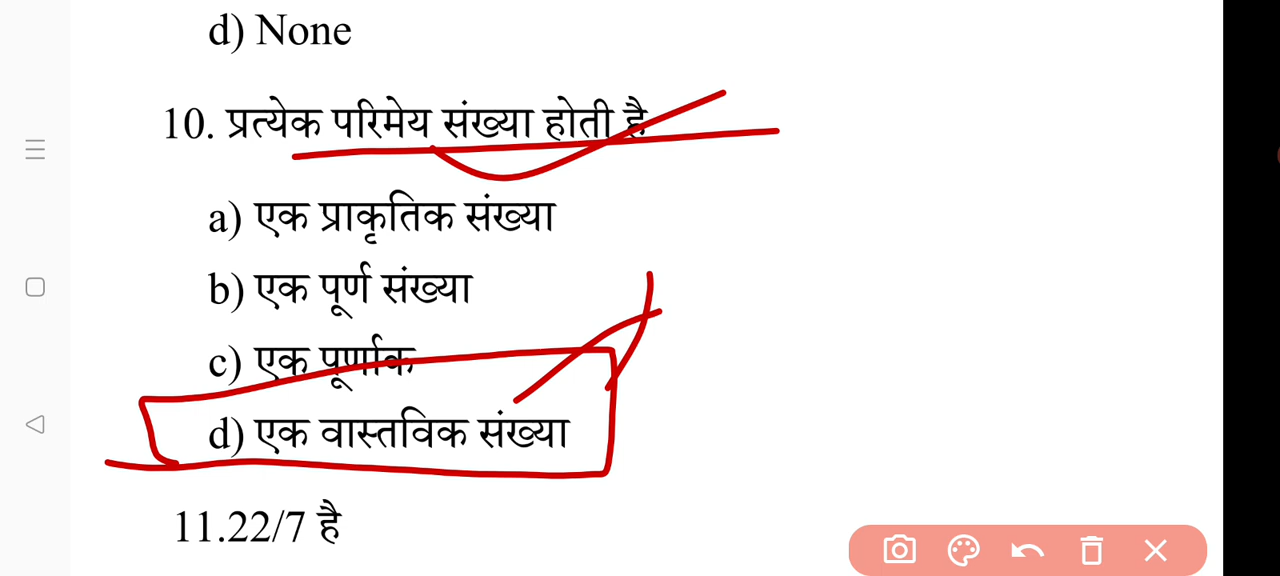 d) None
10. प्रत्येक परिमेय संख्या होती है
a) एक प्राकृतिक संख्या
b) एक पूर्ण संख्या
c) एक पूर्णाक
d) एक वास्तविक संख्या
11.22/7 है